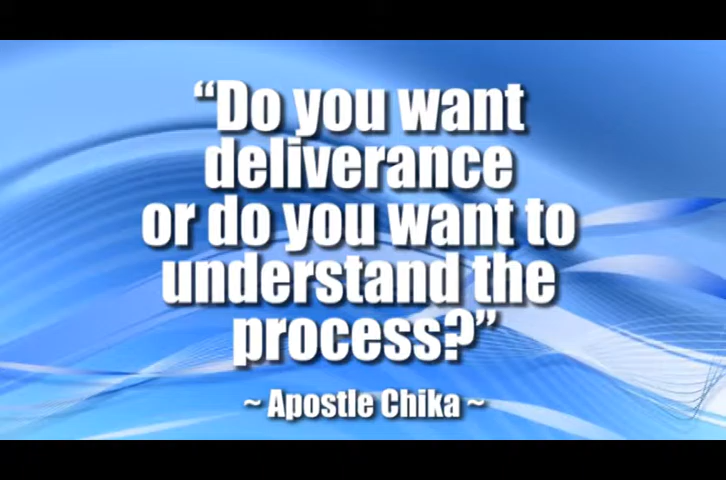 “Do you want
deliverance
or do you want to
understand the
process?”
~ Apostle Chika ~